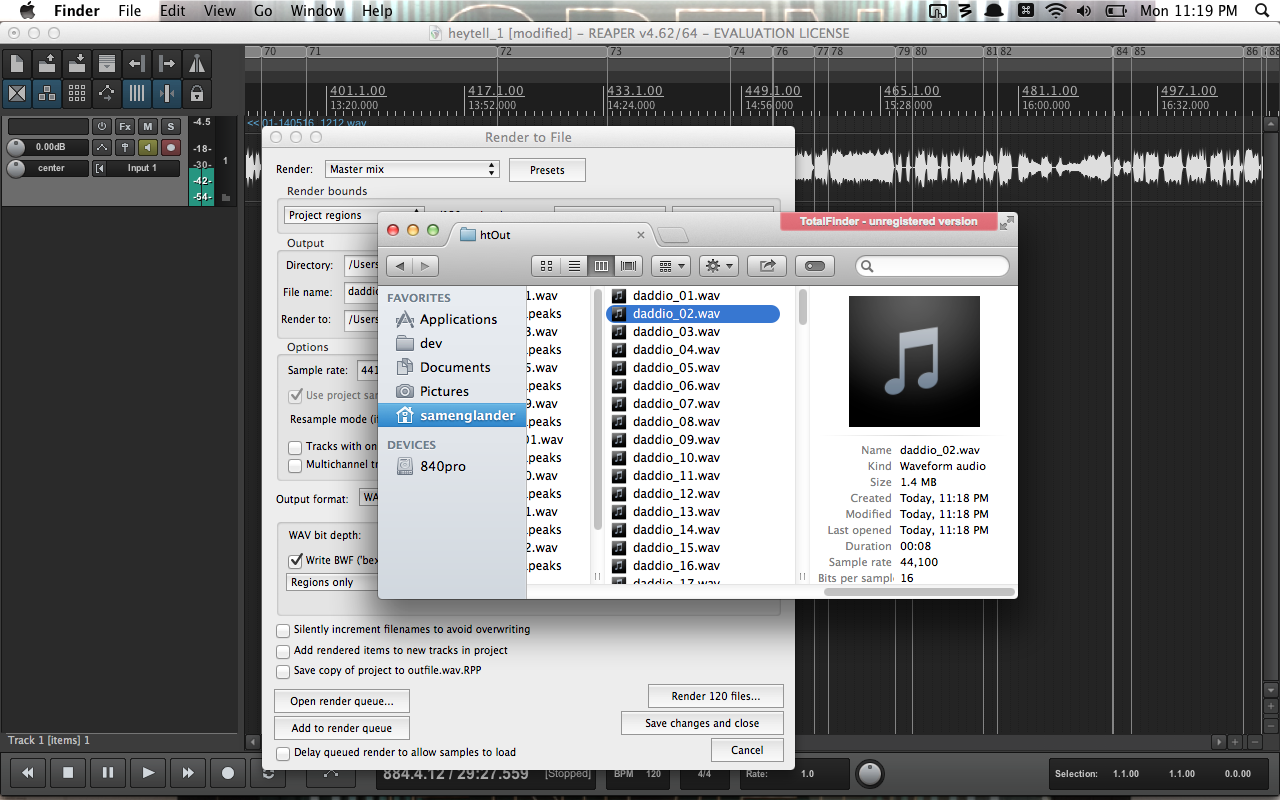 Finder File Edit View Go Window Help Mon 11:19 PM
heytell_1 [modified] – REAPER v4.62/64 – EVALUATION LICENSE
70 71 72 73 74 76 77 78 79 80 81 82 84 85 86 88
401.1.00 417.1.00 433.1.00 449.1.00 465.1.00 481.1.00 497.1.00
13:20.000 13:52.000 14:24.000 14:56.000 15:28.000 16:00.000 16:32.000
<< 01-140516_1212.wav
Fx M S
0.00dB
center Input 1
-4.5
-18-
-30-
-42-
-54-
1
Render to File
Render: Master mix Presets
Render bounds
Project regions
Output
Directory: /Users
File name: daddio
Render to: /Users
Options
Sample rate: 441
Use project sam
Resample mode (i
Tracks with on
Multichannel tr
Output format: WA
WAV bit depth:
Write BWF ('bex
Regions only
Silently increment filenames to avoid overwriting
Add rendered items to new tracks in project
Save copy of project to outfile.wav.RPP
Open render queue... Render 120 files...
Add to render queue Save changes and close
Delay queued render to allow samples to load Cancel
TotalFinder - unregistered version
htOut
FAVORITES
Applications
dev
Documents
Pictures
samenglander
DEVICES
840pro
1.wav
.peaks
3.wav
.peaks
5.wav
.peaks
9.wav
.peaks
01.wav
.peaks
0.wav
.peaks
1.wav
.peaks
2.wav
.peaks
daddio_01.wav
daddio_02.wav
daddio_03.wav
daddio_04.wav
daddio_05.wav
daddio_06.wav
daddio_07.wav
daddio_08.wav
daddio_09.wav
daddio_10.wav
daddio_11.wav
daddio_12.wav
daddio_13.wav
daddio_14.wav
daddio_15.wav
daddio_16.wav
daddio_17.wav
Name daddio_02.wav
Kind Waveform audio
Size 1.4 MB
Created Today, 11:18 PM
Modified Today, 11:18 PM
Last opened Today, 11:18 PM
Duration 00:08
Sample rate 44,100
Bits per sample 16
Track 1 [items] 1
884.4.12 / 29:27.559 [Stopped] BPM 120 4/4 Rate: 1.0 Selection: 1.1.00 1.1.00 0.0.00